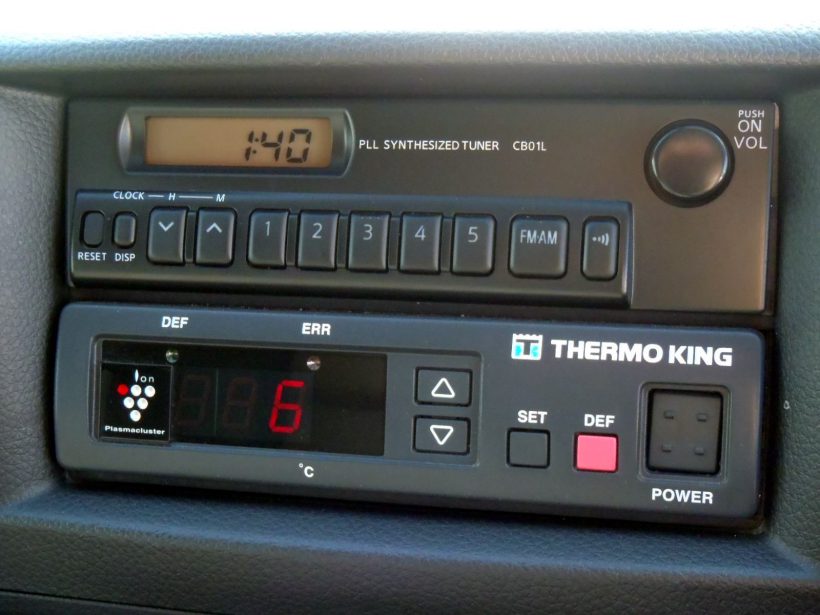 1:40
PLL SYNTHESIZED TUNER CB01L
PUSH
ON
VOL
CLOCK — H — M
RESET DISP
1 2 3 4 5 FM·AM
DEF ERR
THERMO KING
Ion
Plasmacluster
6
°C
SET DEF
POWER